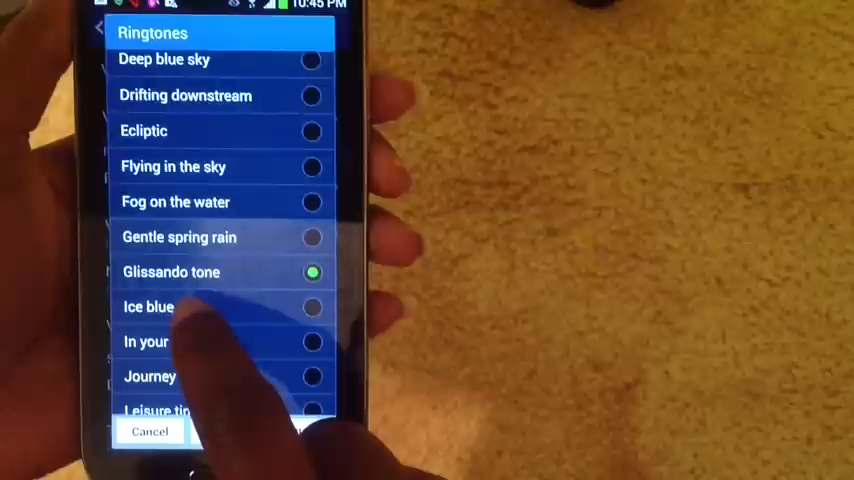 10:45 PM
Ringtones
Deep blue sky
Drifting downstream
Ecliptic
Flying in the sky
Fog on the water
Gentle spring rain
Glissando tone
Ice blue
In your
Journey
Leisure
Cancel